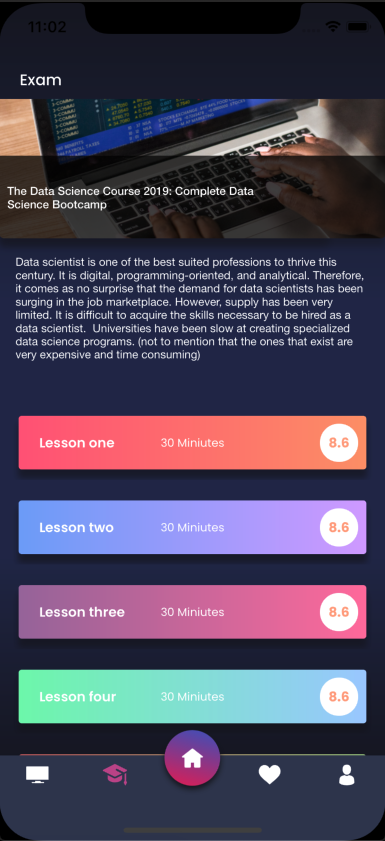 11:02
Exam
The Data Science Course 2019: Complete Data
Science Bootcamp
Data scientist is one of the best suited professions to thrive this
century. It is digital, programming-oriented, and analytical. Therefore,
it comes as no surprise that the demand for data scientists has been
surging in the job marketplace. However, supply has been very
limited. It is difficult to acquire the skills necessary to be hired as a
data scientist.  Universities have been slow at creating specialized
data science programs. (not to mention that the ones that exist are
very expensive and time consuming)
Lesson one 30 Miniutes 8.6
Lesson two 30 Miniutes 8.6
Lesson three 30 Miniutes 8.6
Lesson four 30 Miniutes 8.6